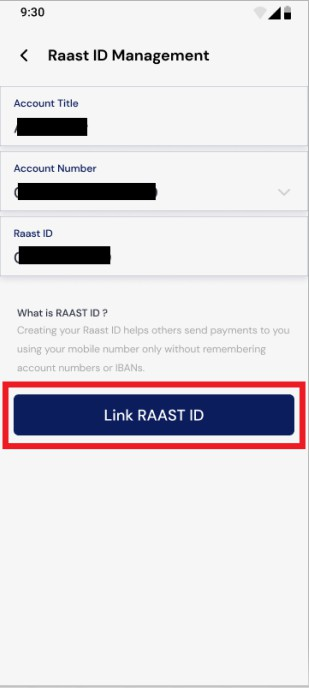 9:30
Raast ID Management
Account Title
Account Number
Raast ID
What is RAAST ID ?
Creating your Raast ID helps others send payments to you
using your mobile number only without remembering
account numbers or IBANs.
Link RAAST ID